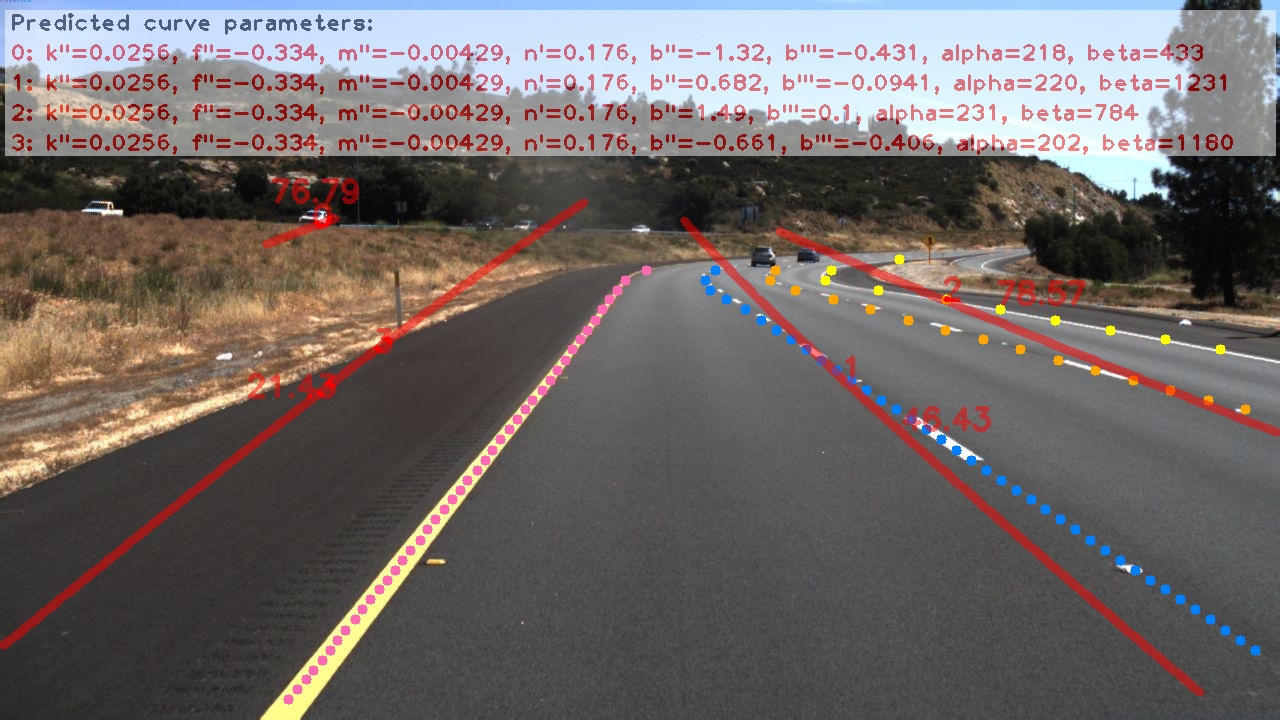 Predicted curve parameters:
0: k''=0.0256, f''=−0.334, m''=−0.00429, n'=0.176, b''=−1.32, b'''=−0.431, alpha=218, beta=433
1: k''=0.0256, f''=−0.334, m''=−0.00429, n'=0.176, b''=0.682, b'''=−0.0941, alpha=220, beta=1231
2: k''=0.0256, f''=−0.334, m''=−0.00429, n'=0.176, b''=1.49, b'''=0.1, alpha=231, beta=784
3: k''=0.0256, f''=−0.334, m''=−0.00429, n'=0.176, b''=−0.661, b'''=−0.406, alpha=202, beta=1180
76.79
2 78.57
1
46.43